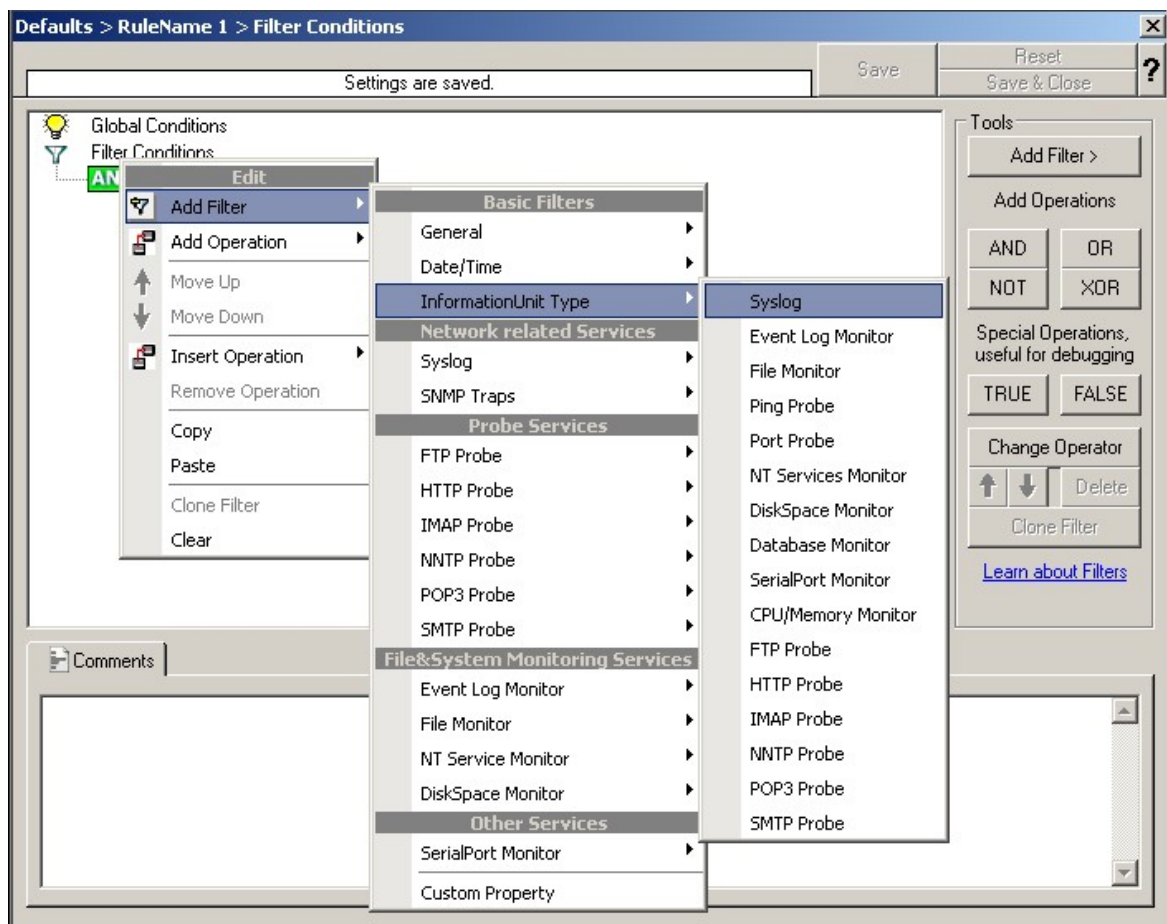 Defaults > RuleName 1 > Filter Conditions
Settings are saved.
Save
Reset
Save & Close
?
Global Conditions
Filter Conditions
AN
Edit
Add Filter
Add Operation
Move Up
Move Down
Insert Operation
Remove Operation
Copy
Paste
Clone Filter
Clear
Basic Filters
General
Date/Time
InformationUnit Type
Network related Services
Syslog
SNMP Traps
Probe Services
FTP Probe
HTTP Probe
IMAP Probe
NNTP Probe
POP3 Probe
SMTP Probe
File&System Monitoring Services
Event Log Monitor
File Monitor
NT Service Monitor
DiskSpace Monitor
Other Services
SerialPort Monitor
Custom Property
Syslog
Event Log Monitor
File Monitor
Ping Probe
Port Probe
NT Services Monitor
DiskSpace Monitor
Database Monitor
SerialPort Monitor
CPU/Memory Monitor
FTP Probe
HTTP Probe
IMAP Probe
NNTP Probe
POP3 Probe
SMTP Probe
Tools
Add Filter >
Add Operations
AND
OR
NOT
XOR
Special Operations,
useful for debugging
TRUE
FALSE
Change Operator
Delete
Clone Filter
Learn about Filters
Comments